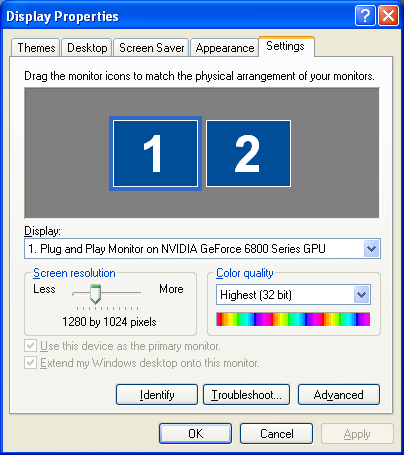 Display Properties
Themes Desktop Screen Saver Appearance Settings
Drag the monitor icons to match the physical arrangement of your monitors.
1 2
Display:
1. Plug and Play Monitor on NVIDIA GeForce 6800 Series GPU
Screen resolution
Less More
1280 by 1024 pixels
Color quality
Highest (32 bit)
Use this device as the primary monitor.
Extend my Windows desktop onto this monitor.
Identify Troubleshoot... Advanced
OK Cancel Apply